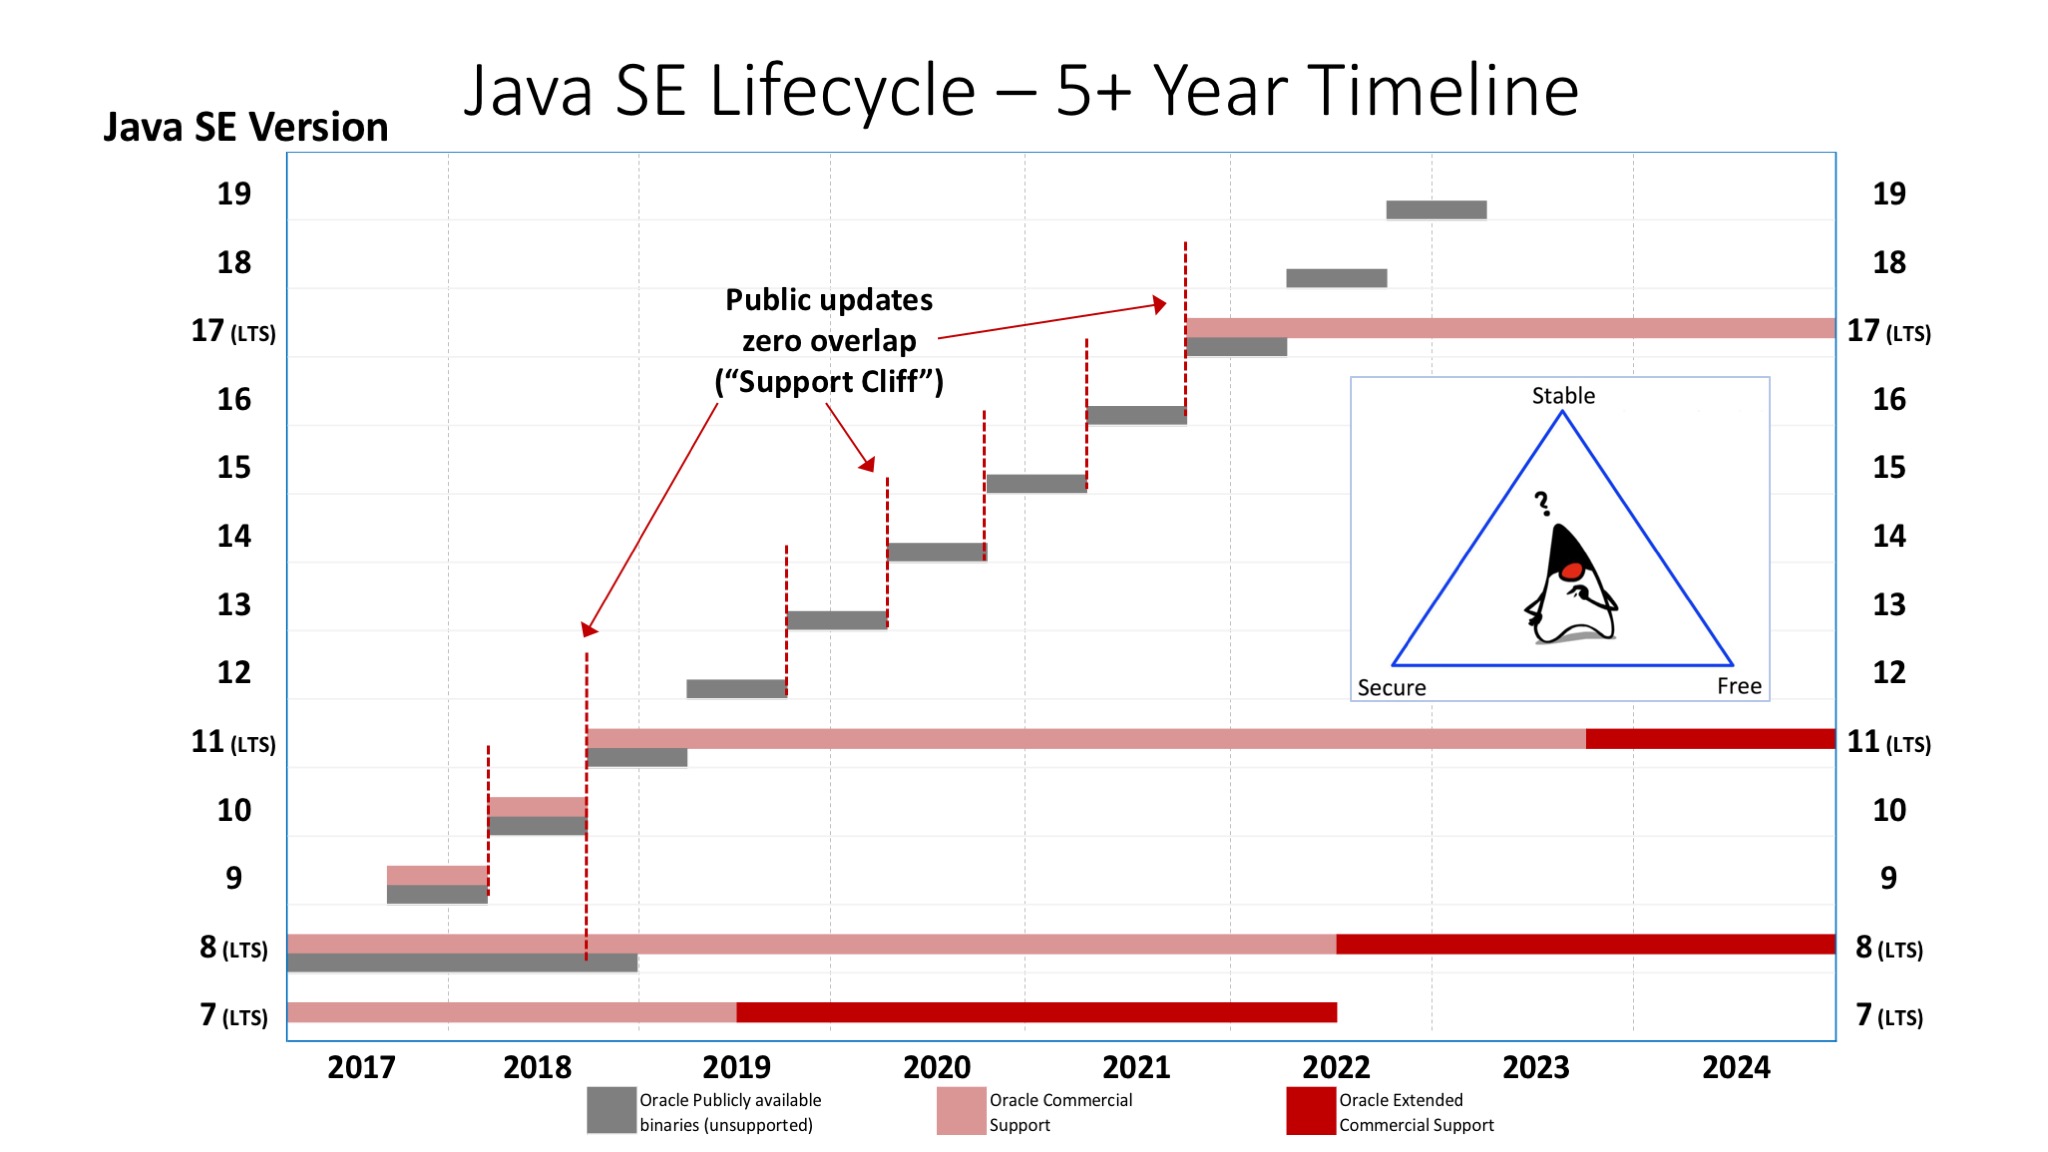 Java SE Lifecycle – 5+ Year Timeline
Java SE Version
19
19
18
18
Public updates
zero overlap
(“Support Cliff”)
17 (LTS)
17 (LTS)
Stable
16
16
15
15
?
14
14
13
13
12
12
Secure
Free
11 (LTS)
11 (LTS)
10
10
9
9
8 (LTS)
8 (LTS)
7 (LTS)
7 (LTS)
2017
2018
2019
2020
2021
2022
2023
2024
Oracle Publicly available
binaries (unsupported)
Oracle Commercial
Support
Oracle Extended
Commercial Support